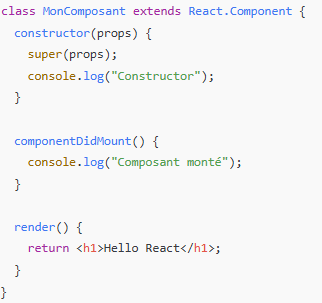 class MonComposant extends React.Component {
  constructor(props) {
    super(props);
    console.log("Constructor");
  }

  componentDidMount() {
    console.log("Composant monté");
  }

  render() {
    return <h1>Hello React</h1>;
  }
}